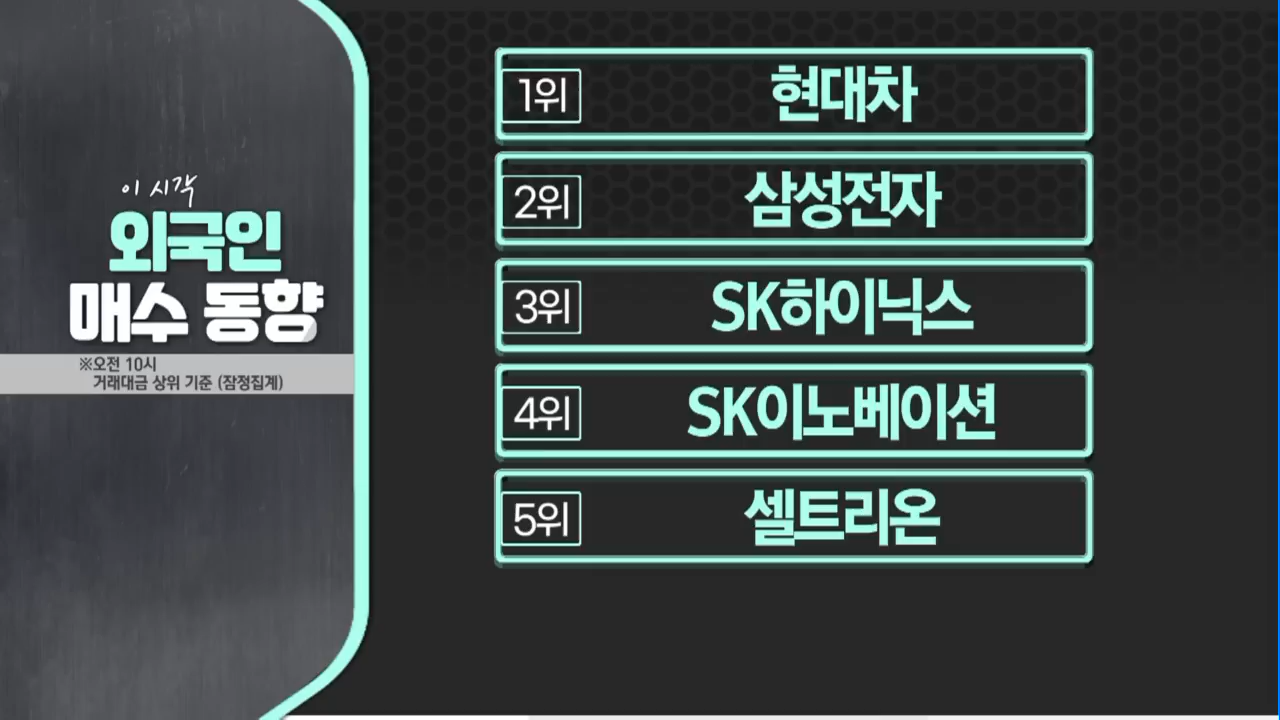 이 시각
외국인
매수 동향
※오전 10시
거래대금 상위 기준 (잠정집계)
1위 현대차
2위 삼성전자
3위 SK하이닉스
4위 SK이노베이션
5위 셀트리온